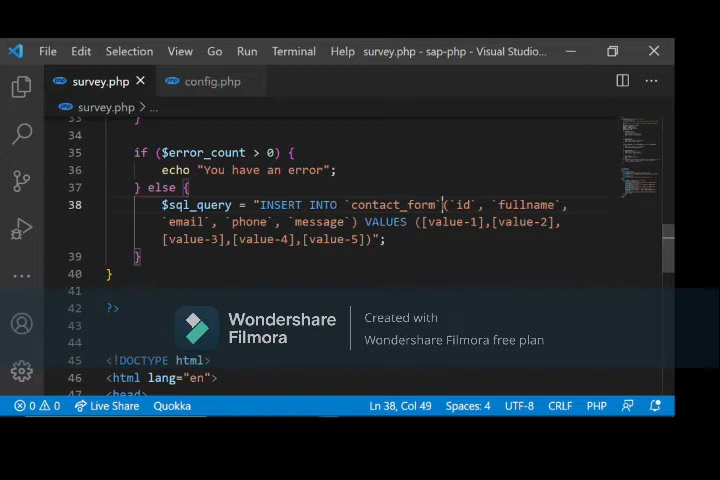 File Edit Selection View Go Run Terminal Help survey.php - sap-php - Visual Studio...
survey.php config.php
survey.php > ...
33 }
34
35 if ($error_count > 0) {
36 echo "You have an error";
37 } else {
38 $sql_query = "INSERT INTO `contact_form`(`id`, `fullname`,
`email`, `phone`, `message`) VALUES ([value-1],[value-2],
[value-3],[value-4],[value-5])";
39 }
40 }
41
42 ?>
43
44
45 <!DOCTYPE html>
46 <html lang="en">
47 <head>
Wondershare
Filmora
Created with
Wondershare Filmora free plan
0 0 Live Share Quokka Ln 38, Col 49 Spaces: 4 UTF-8 CRLF PHP